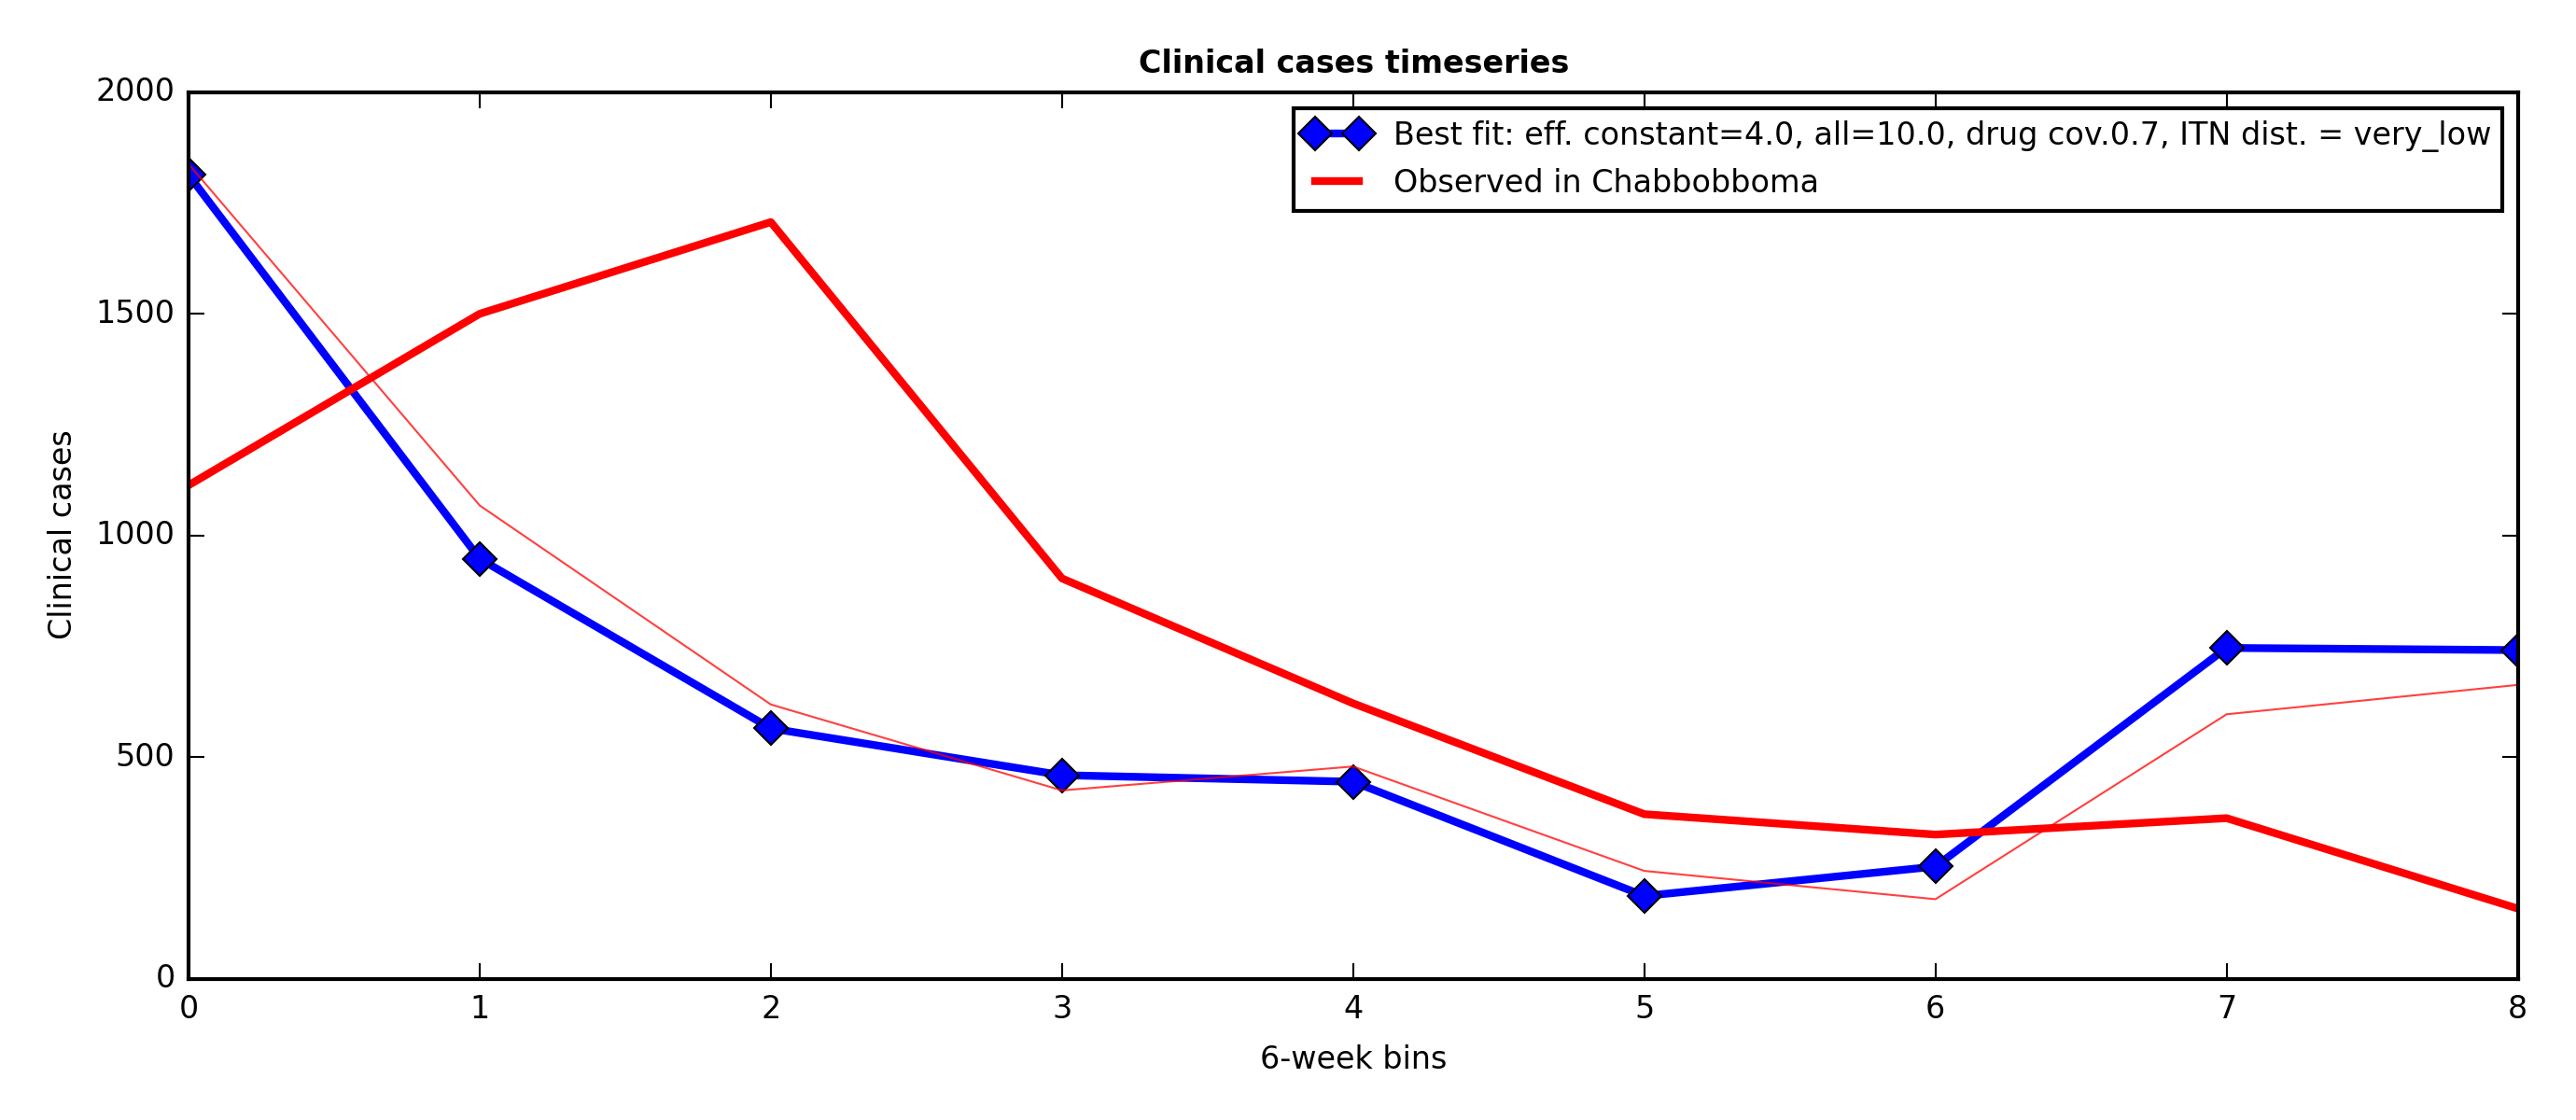 Clinical cases timeseries
2000
1500
1000
500
0
Clinical cases
Best fit: eff. constant=4.0, all=10.0, drug cov.0.7, ITN dist. = very_low
Observed in Chabbobboma
0 1 2 3 4 5 6 7 8
6-week bins